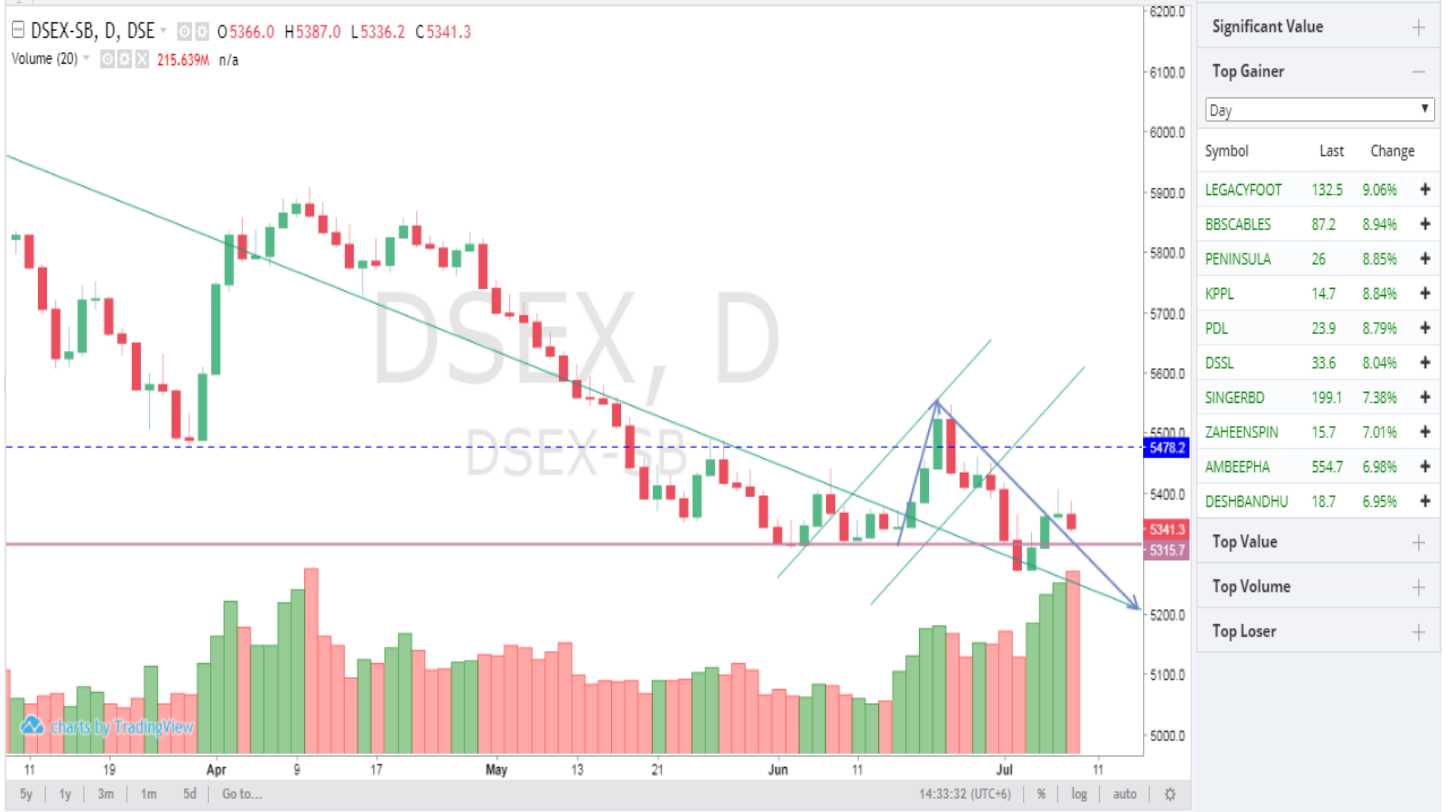 DSEX-SB, D, DSE O5366.0 H5387.0 L5336.2 C5341.3
Volume (20) 215.639M n/a
DSEX, D
DSEX-SB
6200.0
6100.0
6000.0
5900.0
5800.0
5700.0
5600.0
5500.0
5478.2
5400.0
5341.3
5315.7
5200.0
5100.0
5000.0
charts by TradingView
11 19 Apr 9 17 May 13 21 Jun 11 Jul 11
5y 1y 3m 1m 5d Go to... 14:33:32 (UTC+6) % log auto
Significant Value
Top Gainer
Day
Symbol Last Change
LEGACYFOOT 132.5 9.06%
BBSCABLES 87.2 8.94%
PENINSULA 26 8.85%
KPPL 14.7 8.84%
PDL 23.9 8.79%
DSSL 33.6 8.04%
SINGERBD 199.1 7.38%
ZAHEENSPIN 15.7 7.01%
AMBEEPHA 554.7 6.98%
DESHBANDHU 18.7 6.95%
Top Value
Top Volume
Top Loser